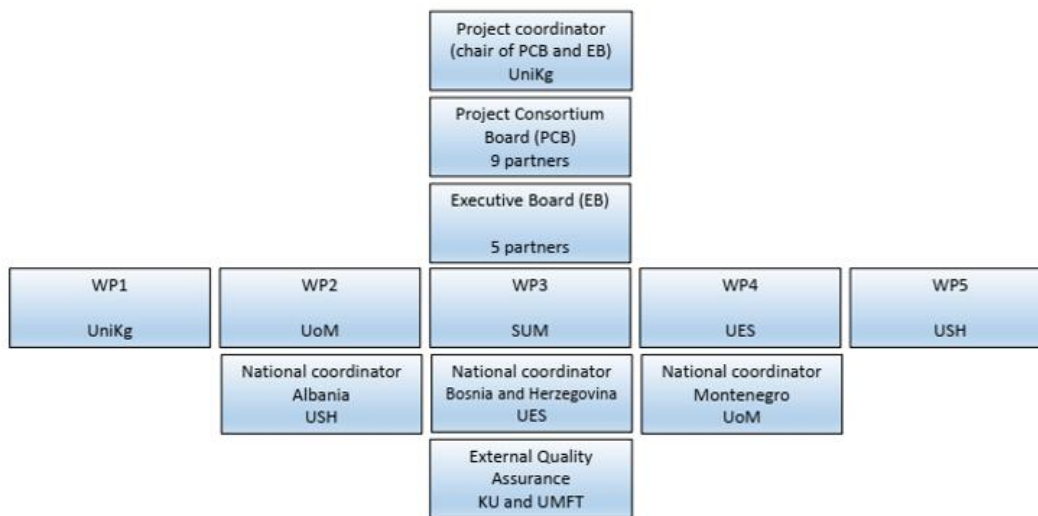 Project coordinator
(chair of PCB and EB)
UniKg
Project Consortium
Board (PCB)
9 partners
Executive Board (EB)
5 partners
WP1
UniKg
WP2
UoM
WP3
SUM
WP4
UES
WP5
USH
National coordinator
Albania
USH
National coordinator
Bosnia and Herzegovina
UES
National coordinator
Montenegro
UoM
External Quality
Assurance
KU and UMFT